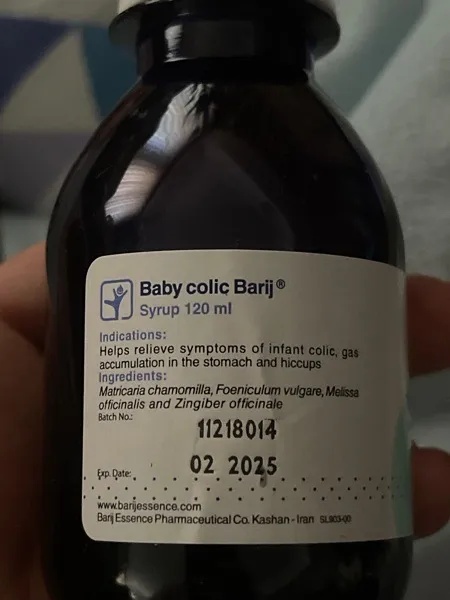 Baby colic Barij®
Syrup 120 ml
Indications:
Helps relieve symptoms of infant colic, gas
accumulation in the stomach and hiccups
Ingredients:
Matricaria chamomilla, Foeniculum vulgare, Melissa
officinalis and Zingiber officinale
Batch No.:
11218014
Exp. Date: 02 2025
www.barijessence.com
Barij Essence Pharmaceutical Co. Kashan - Iran SL903-00